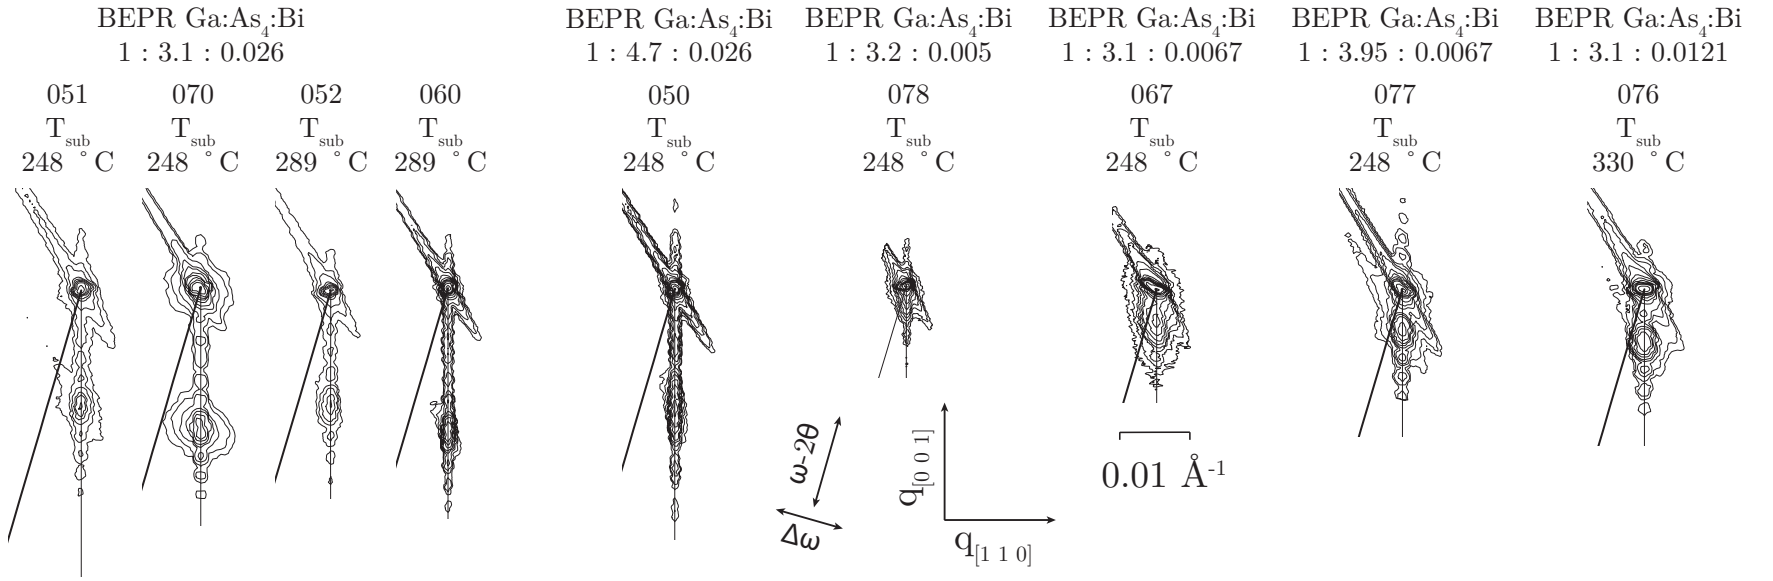 BEPR Ga:As4:Bi
1 : 3.1 : 0.026
051
Tsub
248 °C
070
Tsub
248 °C
052
Tsub
289 °C
060
Tsub
289 °C
BEPR Ga:As4:Bi
1 : 4.7 : 0.026
050
Tsub
248 °C
BEPR Ga:As4:Bi
1 : 3.2 : 0.005
078
Tsub
248 °C
BEPR Ga:As4:Bi
1 : 3.1 : 0.0067
067
Tsub
248 °C
BEPR Ga:As4:Bi
1 : 3.95 : 0.0067
077
Tsub
248 °C
BEPR Ga:As4:Bi
1 : 3.1 : 0.0121
076
Tsub
330 °C
ω-2θ
Δω
q[0 0 1]
q[1 1 0]
0.01 Å-1